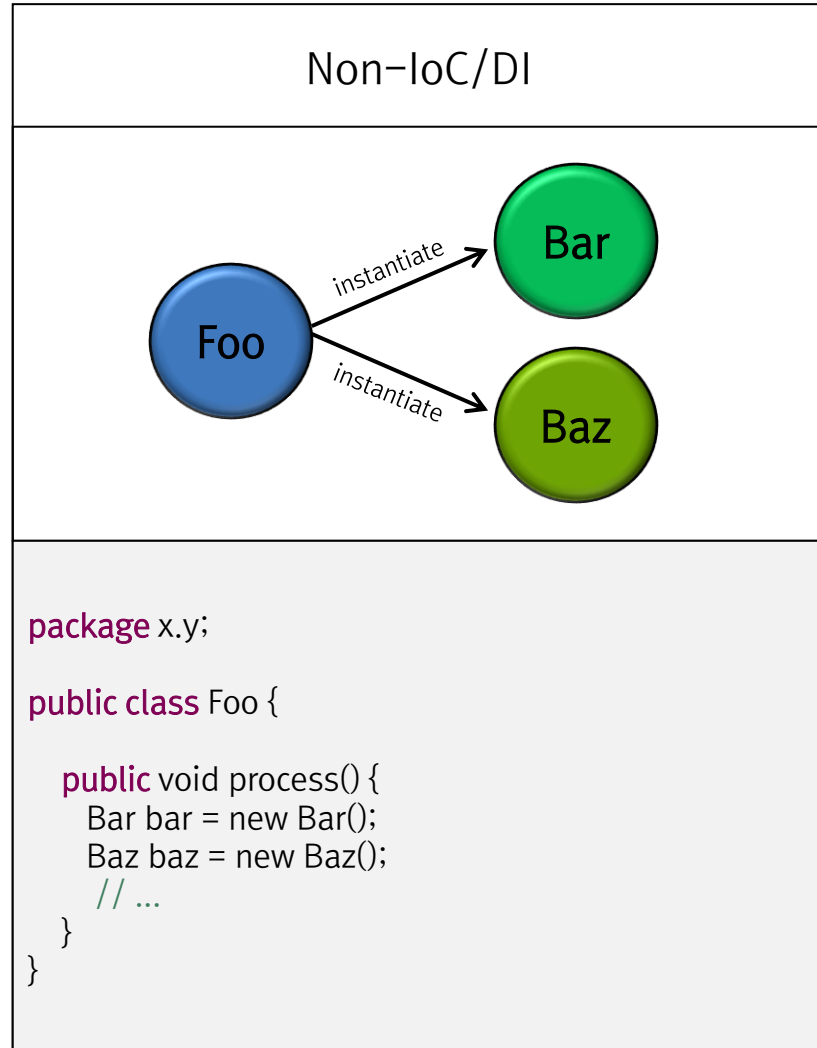 Non-IoC/DI
Bar
instantiate
Foo
instantiate
Baz
package x.y;
public class Foo {
public void process() {
Bar bar = new Bar();
Baz baz = new Baz();
// ...
}
}